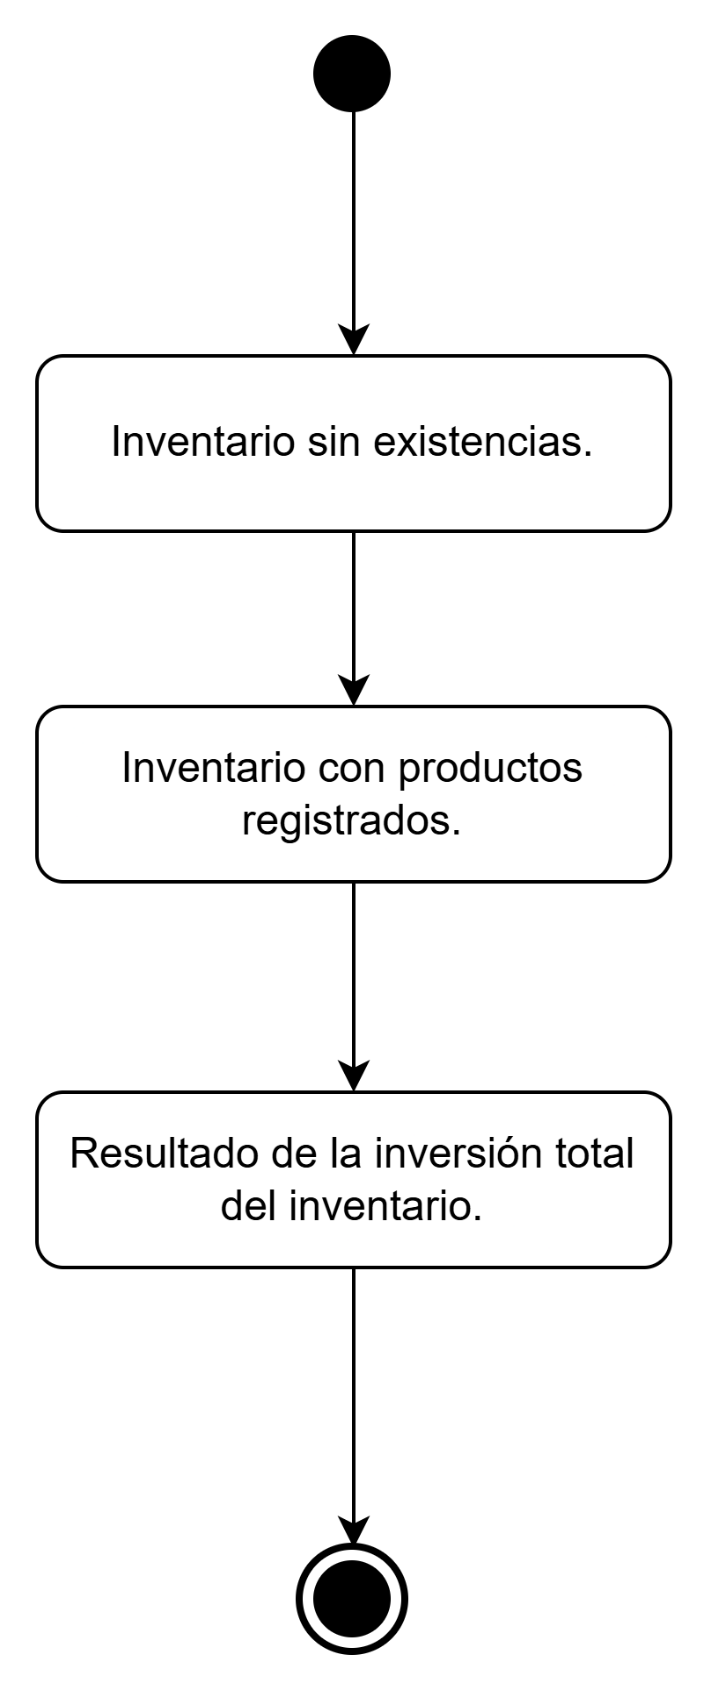 Inventario sin existencias.
Inventario con productos
registrados.
Resultado de la inversión total
del inventario.